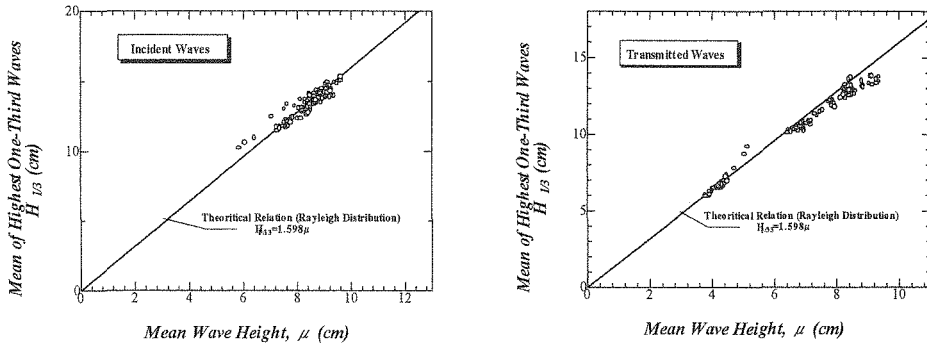 20
10
0
0 2 4 6 8 10 12
Incident Waves
Theoritical Relation (Rayleigh Distribution)
H1/3=1.598μ
Mean of Highest One-Third Waves
H 1/3 (cm)
Mean Wave Height, μ (cm)
15
10
5
0
0 2 4 6 8 10
Transmitted Waves
Theoritical Relation (Rayleigh Distribution)
H1/3=1.598μ
Mean of Highest One-Third Waves
H 1/3 (cm)
Mean Wave Height, μ (cm)